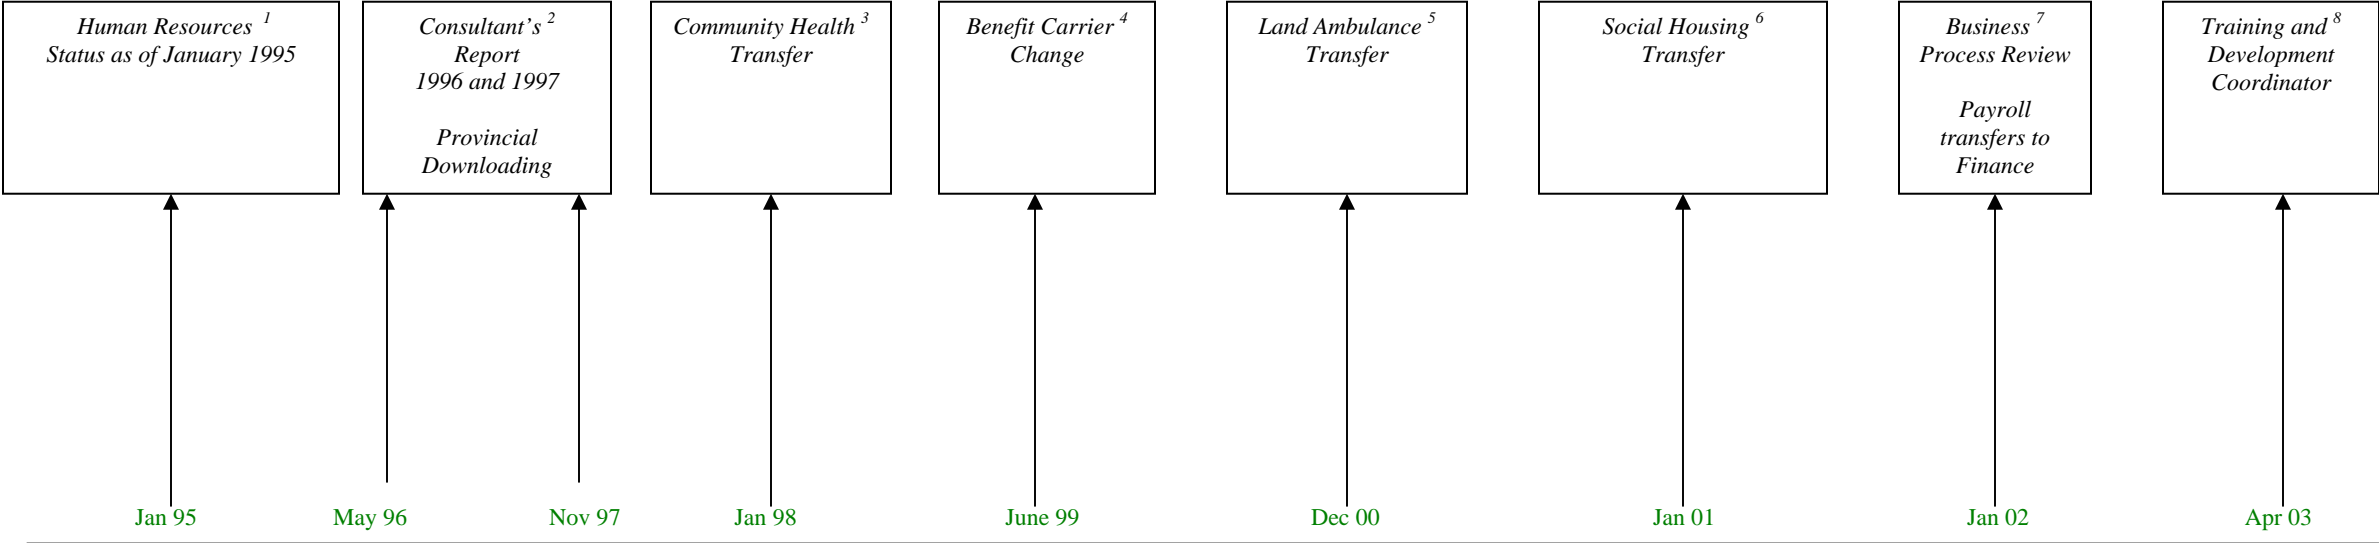 Human Resources 1
Status as of January 1995
Consultant's 2
Report
1996 and 1997
Provincial
Downloading
Community Health 3
Transfer
Benefit Carrier 4
Change
Land Ambulance 5
Transfer
Social Housing 6
Transfer
Business 7
Process Review
Payroll
transfers to
Finance
Training and 8
Development
Coordinator
Jan 95
May 96
Nov 97
Jan 98
June 99
Dec 00
Jan 01
Jan 02
Apr 03